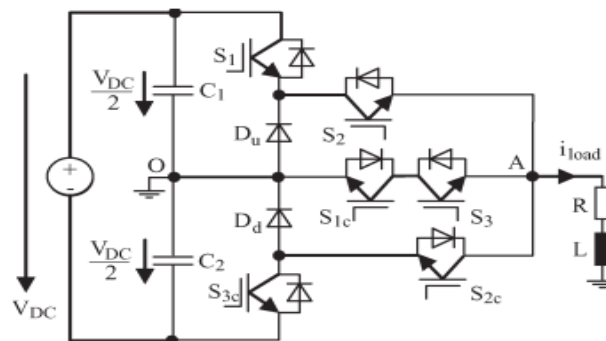 S1
VDC
2
C1
S2
Du
O
A
iload
S1c
S3
R
Dd
L
VDC
2
C2
S3c
S2c
VDC
+
-